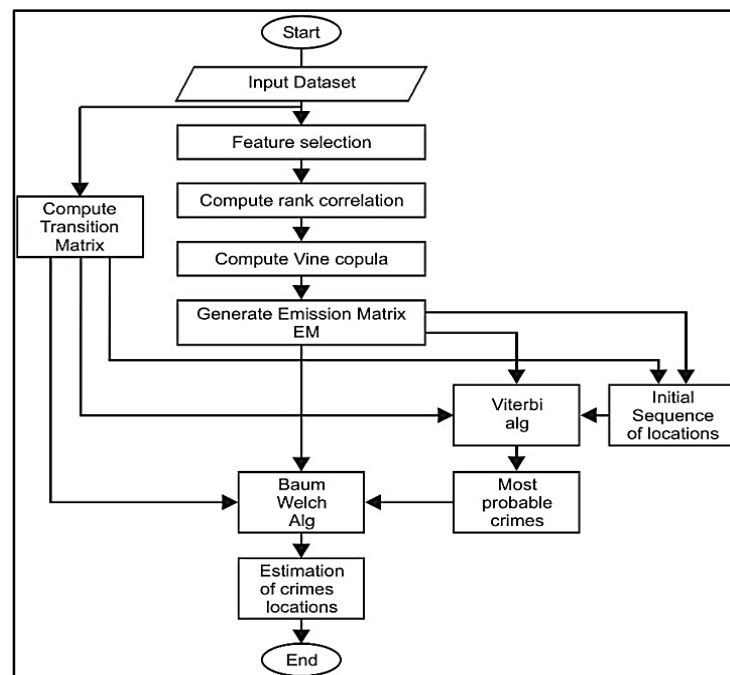 Start
Input Dataset
Feature selection
Compute rank correlation
Compute
Transition
Matrix
Compute Vine copula
Generate Emission Matrix
EM
Viterbi
alg
Initial
Sequence
of locations
Baum
Welch
Alg
Most
probable
crimes
Estimation
of crimes
locations
End